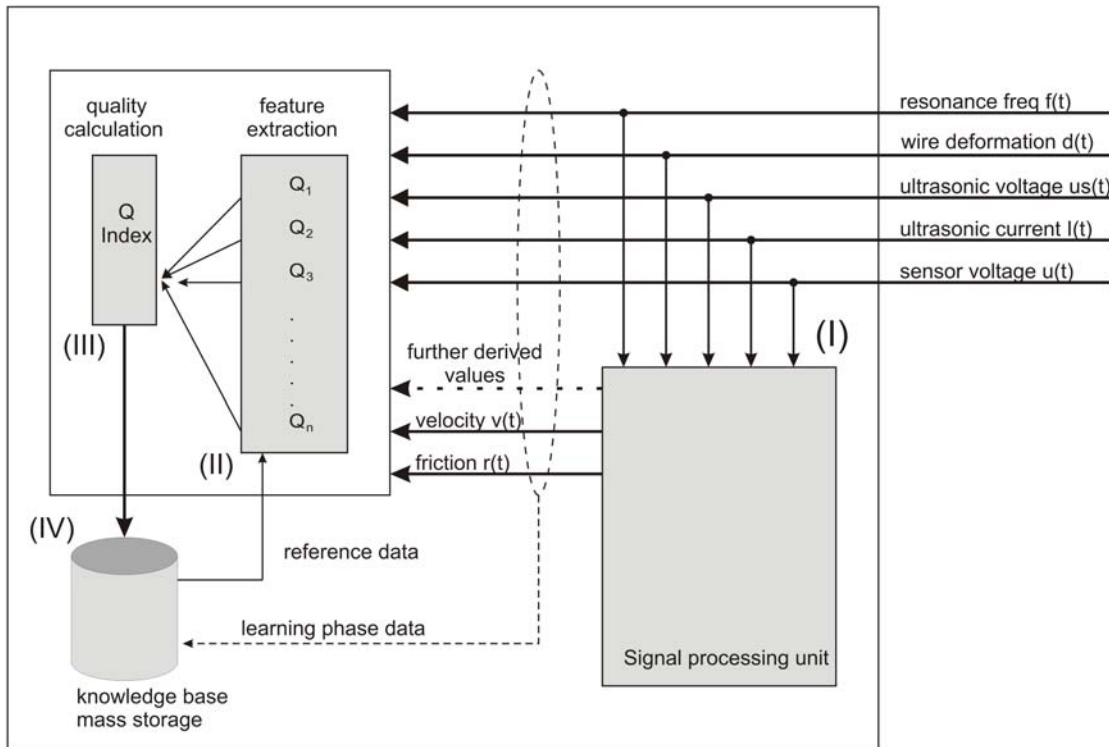 quality
calculation
feature
extraction
resonance freq f(t)
wire deformation d(t)
ultrasonic voltage us(t)
ultrasonic current I(t)
sensor voltage u(t)
Q
Index
Q1
Q2
Q3
.
.
.
.
.
Qn
(I)
(II)
(III)
(IV)
further derived
values
velocity v(t)
friction r(t)
reference data
learning phase data
Signal processing unit
knowledge base
mass storage